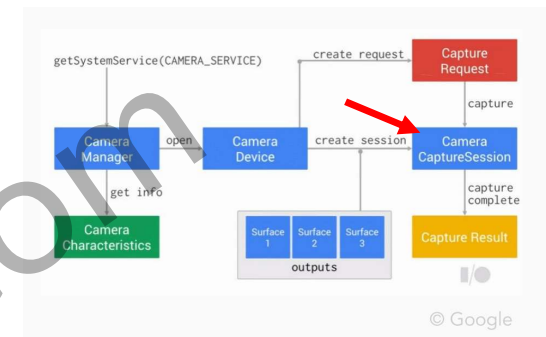 getSystemService(CAMERA_SERVICE)
create request
Capture
Request
capture
Camera
Manager
open
Camera
Device
create session
Camera
CaptureSession
get info
capture
complete
Camera
Characteristics
Surface
1
Surface
2
Surface
3
outputs
Capture Result
I/O
© Google
om